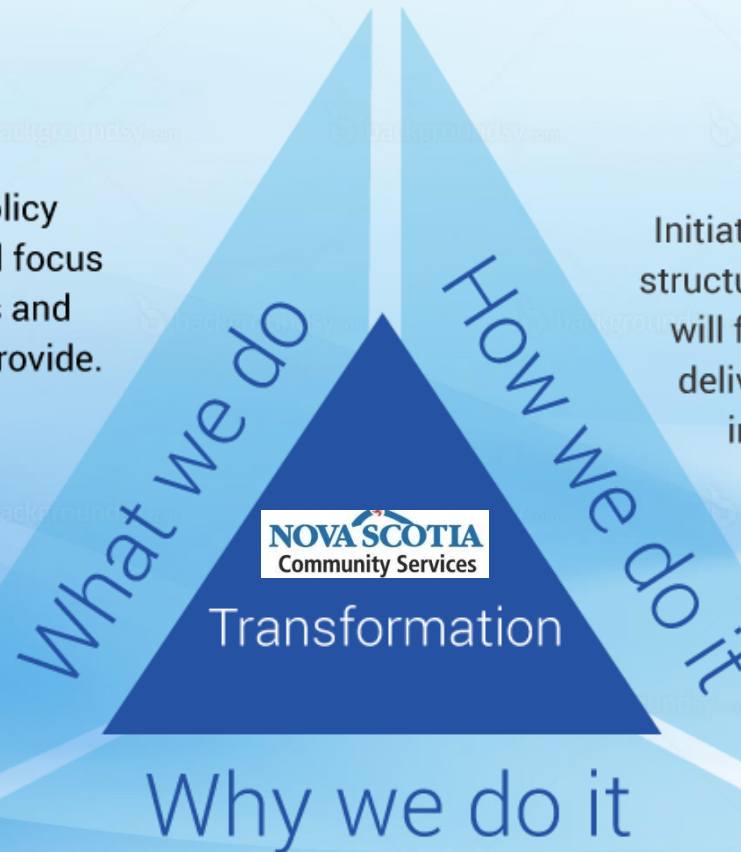 What we do
How we do it
focus
and
rovide.
Initiat
structu
will f
deliv
in
NOVA SCOTIA
Community Services
Transformation
Why we do it